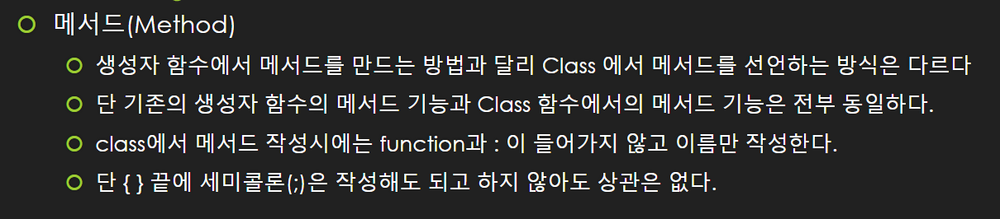 메서드(Method)
생성자 함수에서 메서드를 만드는 방법과 달리 Class 에서 메서드를 선언하는 방식은 다르다
단 기존의 생성자 함수의 메서드 기능과 Class 함수에서의 메서드 기능은 전부 동일하다.
class에서 메서드 작성시에는 function과 : 이 들어가지 않고 이름만 작성한다.
단 { } 끝에 세미콜론(;)은 작성해도 되고 하지 않아도 상관은 없다.